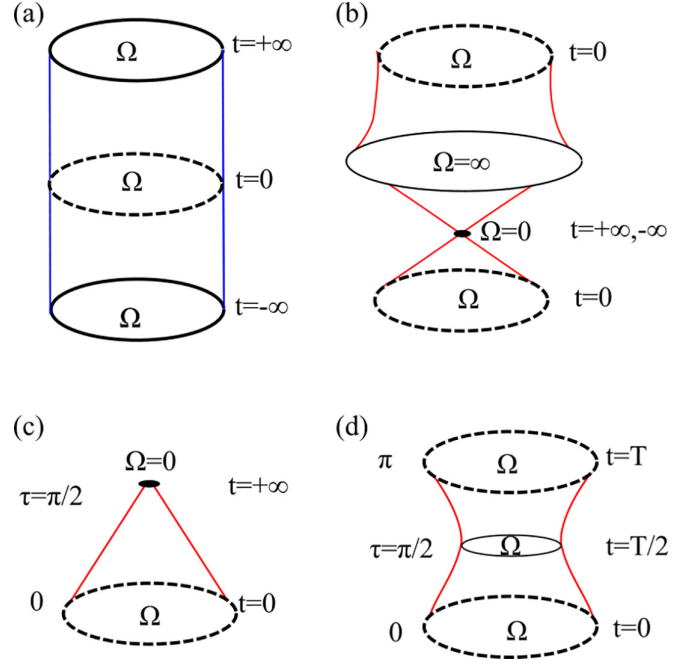 (a)
Ω t=+∞
Ω t=0
Ω t=-∞
(b)
Ω t=0
Ω=∞
Ω=0 t=+∞,-∞
Ω t=0
(c)
Ω=0
τ=π/2 t=+∞
0 Ω t=0
(d)
π Ω t=T
τ=π/2 Ω t=T/2
0 Ω t=0